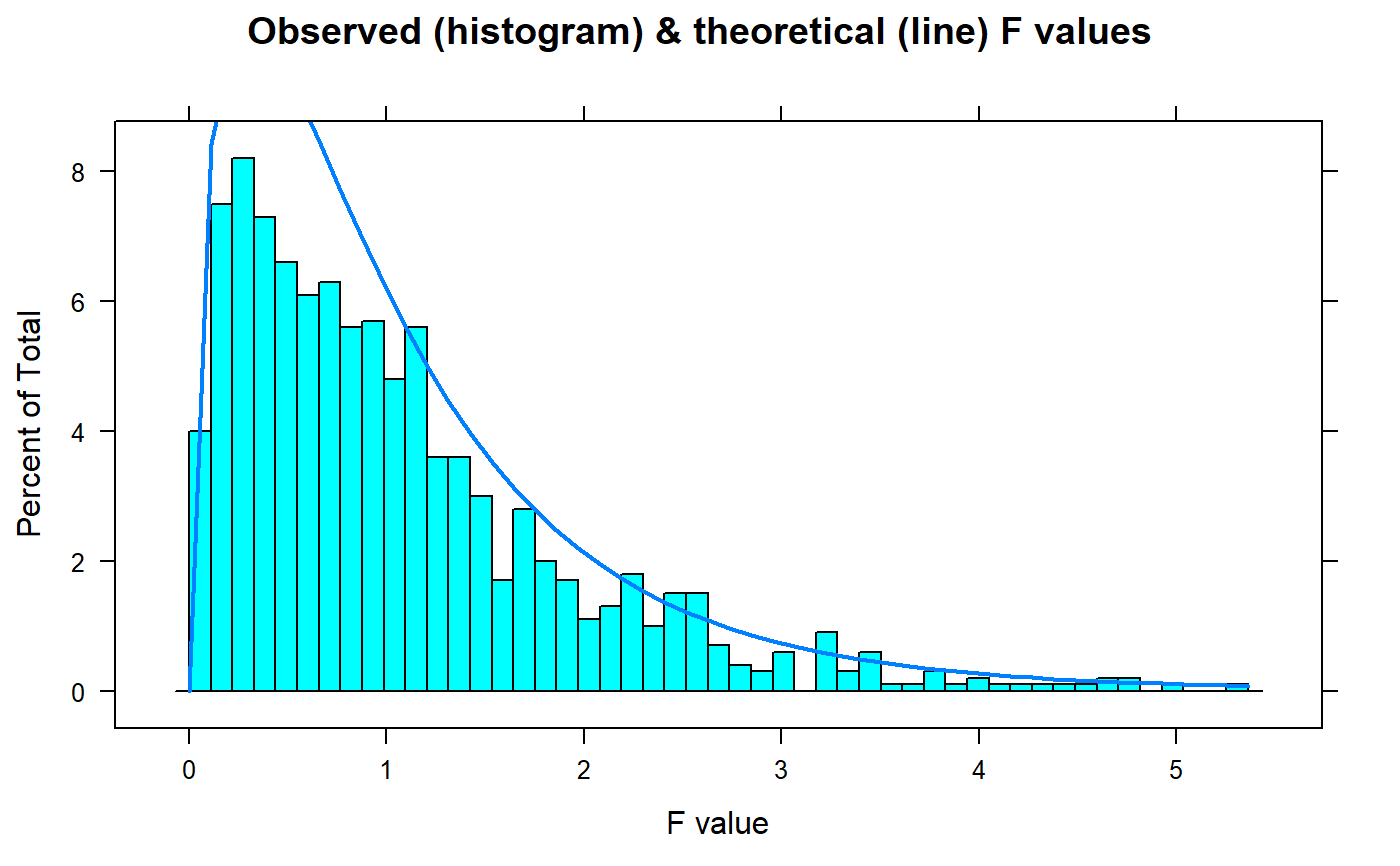 Observed (histogram) & theoretical (line) F values
Percent of Total
8
6
4
2
0
0 1 2 3 4 5
F value